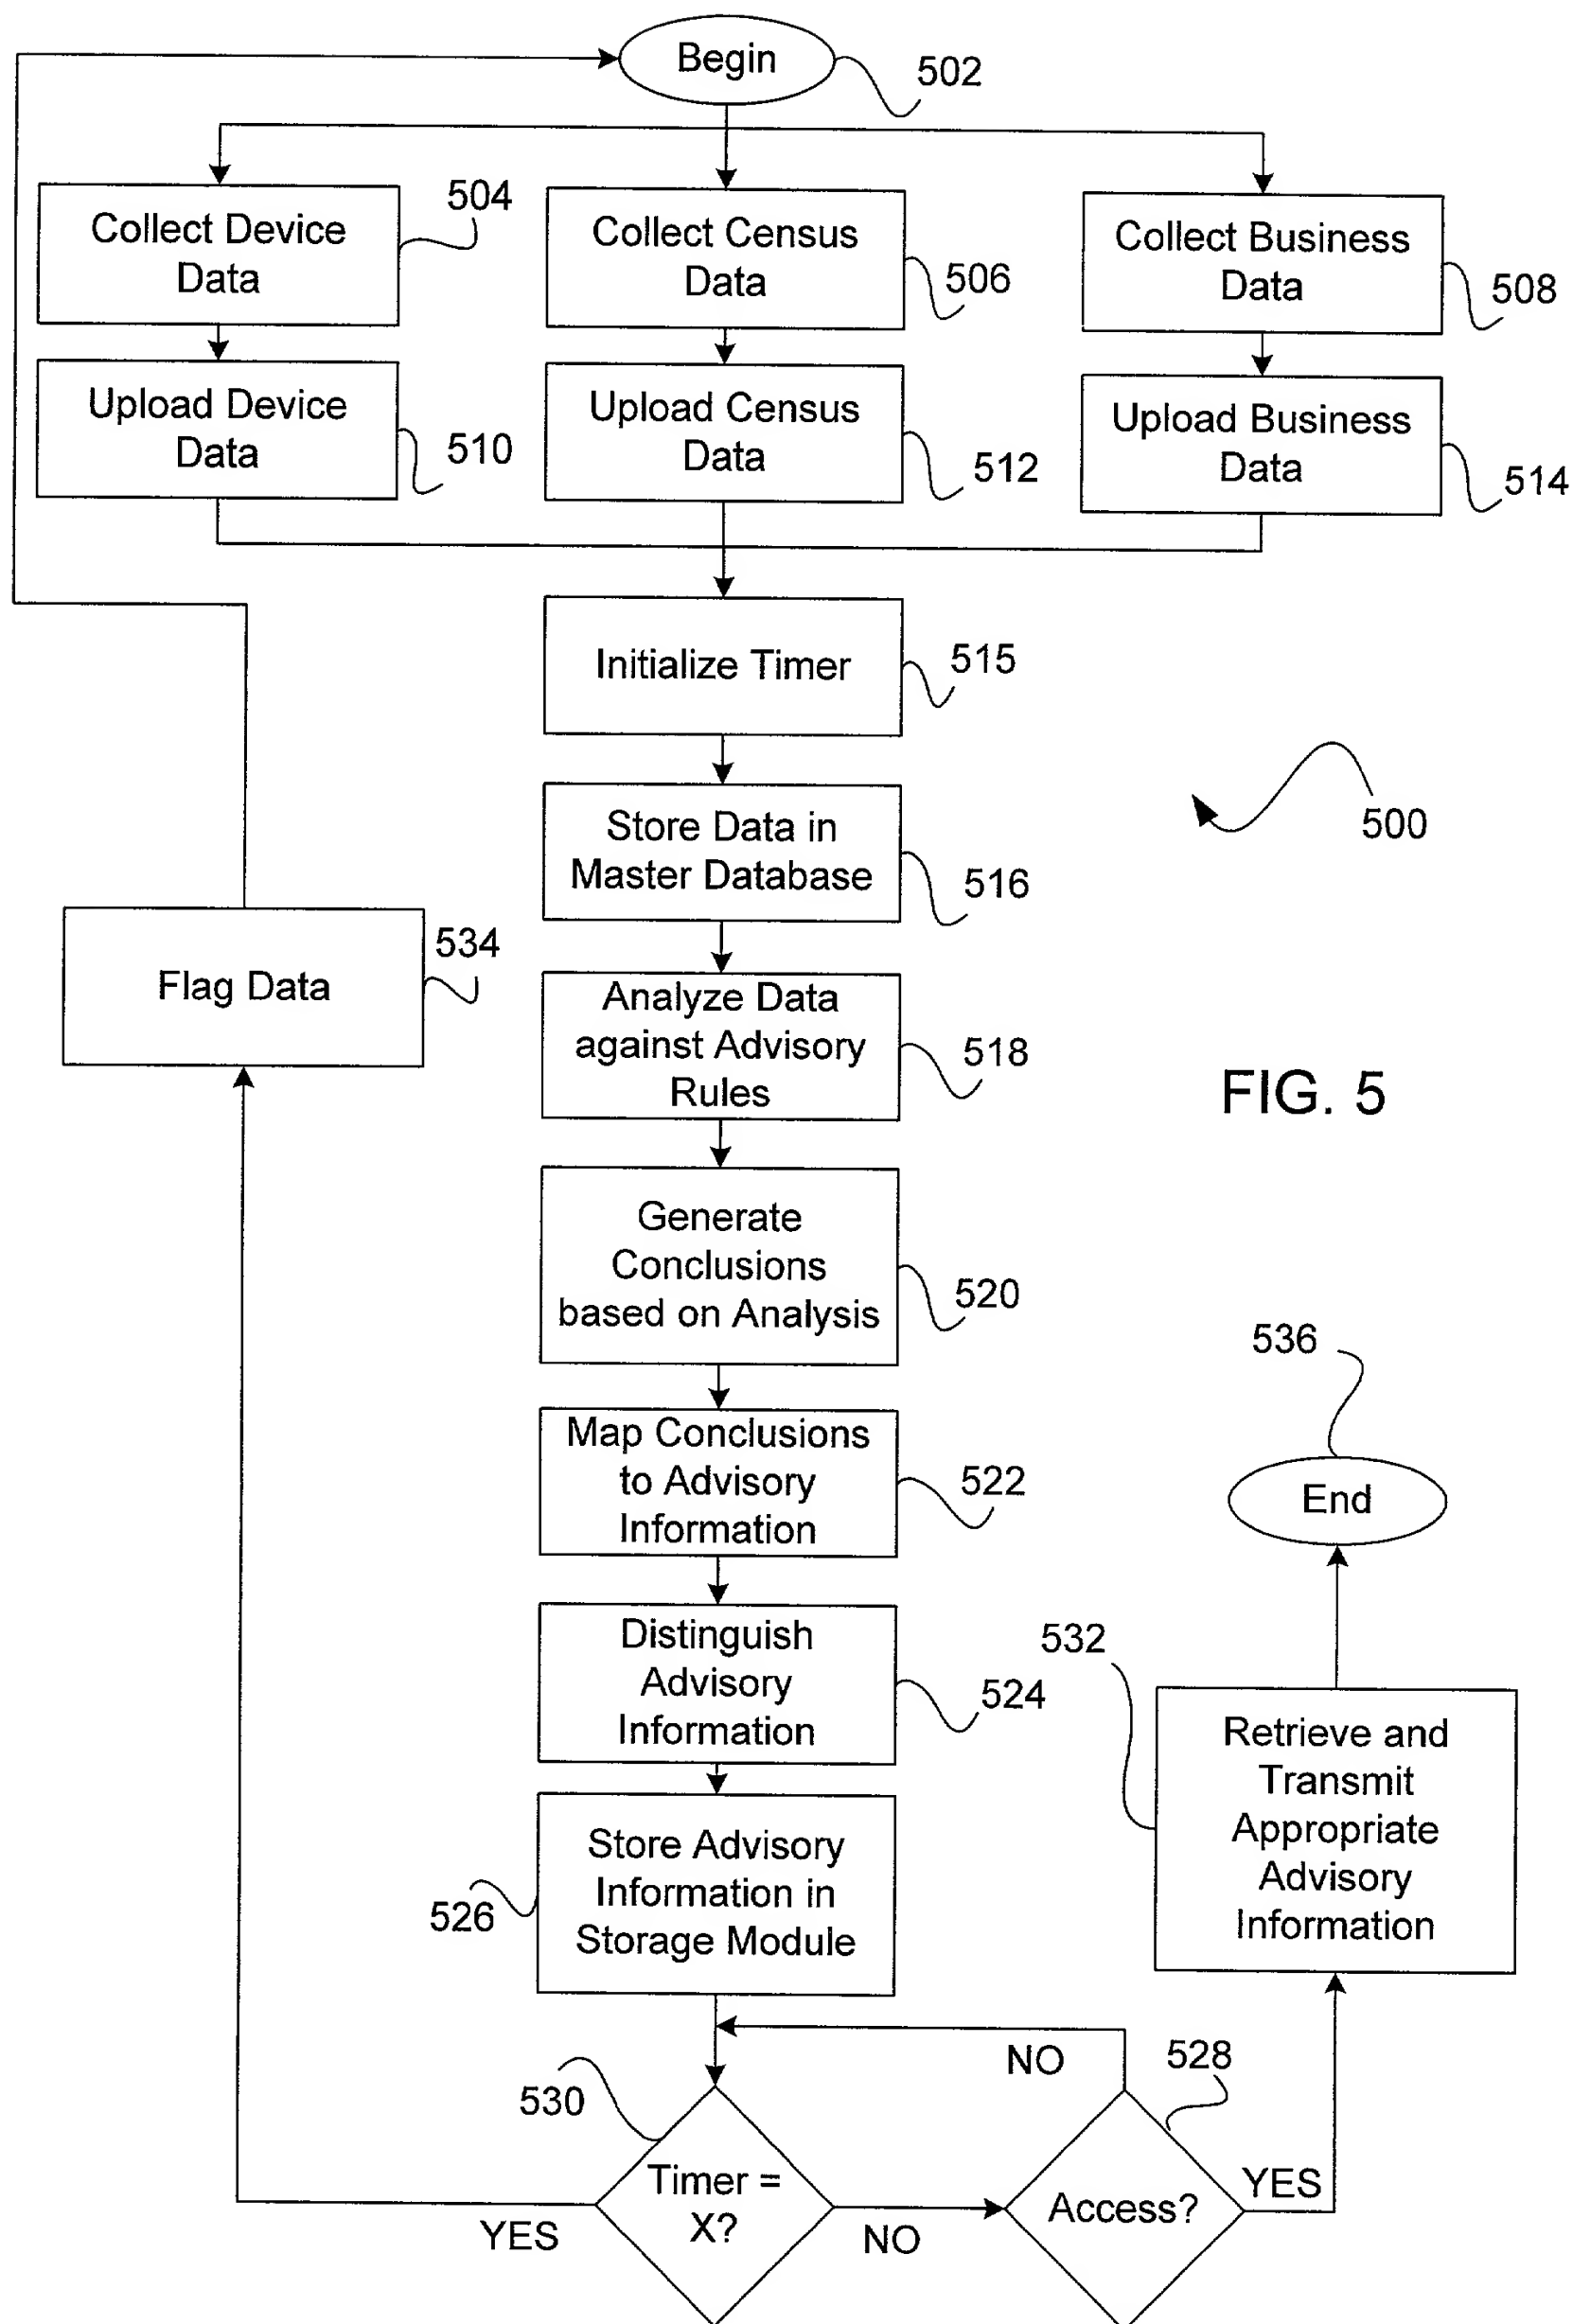 Begin
502
Collect Device
Data
504
Collect Census
Data
506
Collect Business
Data
508
Upload Device
Data
510
Upload Census
Data
512
Upload Business
Data
514
Initialize Timer
515
Store Data in
Master Database
516
500
Flag Data
534
Analyze Data
against Advisory
Rules
518
FIG. 5
Generate
Conclusions
based on Analysis
520
Map Conclusions
to Advisory
Information
522
536
End
Distinguish
Advisory
Information
524
532
Retrieve and
Transmit
Appropriate
Advisory
Information
Store Advisory
Information in
Storage Module
526
NO
528
530
Timer =
X?
YES
NO
Access?
YES